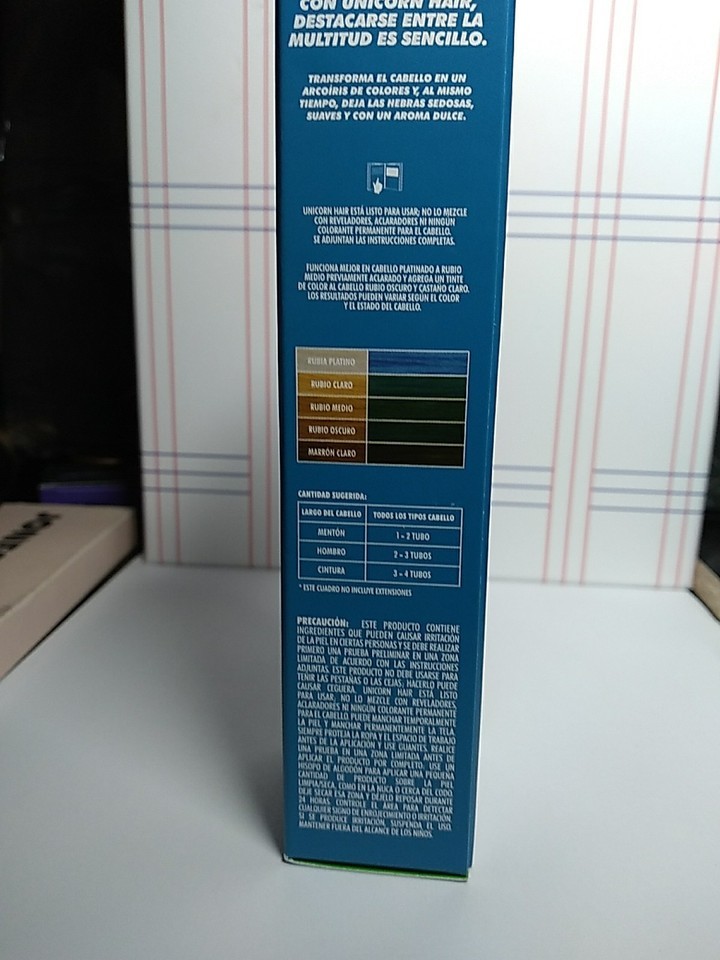 CON UNICORN HAIR,
DESTACARSE ENTRE LA
MULTITUD ES SENCILLO.
TRANSFORMA EL CABELLO EN UN
ARCOÍRIS DE COLORES Y, AL MISMO
TIEMPO, DEJA LAS HEBRAS SEDOSAS,
SUAVES Y CON UN AROMA DULCE.
UNICORN HAIR ESTÁ LISTO PARA USAR; NO LO MEZCLE
CON REVELADORES, ACLARADORES NI NINGÚN
COLORANTE PERMANENTE PARA EL CABELLO.
SE ADJUNTAN LAS INSTRUCCIONES COMPLETAS.
FUNCIONA MEJOR EN CABELLO PLATINADO A RUBIO
MEDIO PREVIAMENTE ACLARADO Y AGREGA UN TINTE
DE COLOR AL CABELLO RUBIO OSCURO Y CASTAÑO CLARO.
LOS RESULTADOS PUEDEN VARIAR SEGÚN EL COLOR
Y EL ESTADO DEL CABELLO.
RUBIA PLATINO
RUBIO CLARO
RUBIO MEDIO
RUBIO OSCURO
MARRÓN CLARO
CANTIDAD SUGERIDA:
LARGO DEL CABELLO TODOS LOS TIPOS CABELLO
MENTÓN 1 - 2 TUBO
HOMBRO 2 - 3 TUBOS
CINTURA 3 - 4 TUBOS
* ESTE CUADRO NO INCLUYE EXTENSIONES
PRECAUCIÓN: ESTE PRODUCTO CONTIENE
INGREDIENTES QUE PUEDEN CAUSAR IRRITACIÓN
DE LA PIEL EN CIERTAS PERSONAS Y SE DEBE REALIZAR
PRIMERO UNA PRUEBA PRELIMINAR EN UNA ZONA
LIMITADA DE ACUERDO CON LAS INSTRUCCIONES
ADJUNTAS. ESTE PRODUCTO NO DEBE USARSE PARA
TEÑIR LAS PESTAÑAS O LAS CEJAS; HACERLO PUEDE
CAUSAR CEGUERA. UNICORN HAIR ESTÁ LISTO
PARA USAR; NO LO MEZCLE CON REVELADORES,
ACLARADORES NI NINGÚN COLORANTE PERMANENTE
PARA EL CABELLO. PUEDE MANCHAR TEMPORALMENTE
LA PIEL Y MANCHAR PERMANENTEMENTE LA TELA.
SIEMPRE PROTEJA LA ROPA Y EL ESPACIO DE TRABAJO
ANTES DE LA APLICACIÓN Y USE GUANTES. REALICE
UNA PRUEBA EN UNA ZONA LIMITADA ANTES DE
APLICAR EL PRODUCTO POR COMPLETO. USE UN
HISOPO DE ALGODÓN PARA APLICAR UNA PEQUEÑA
CANTIDAD DE PRODUCTO SOBRE LA PIEL
LIMPIA/SECA, COMO EN LA NUCA O CERCA DEL CODO.
DEJE SECAR ESA ZONA Y DÉJELO REPOSAR DURANTE
24 HORAS. CONTROLE EL ÁREA PARA DETECTAR
CUALQUIER SIGNO DE ENROJECIMIENTO O IRRITACIÓN.
SI SE PRODUCE IRRITACIÓN, SUSPENDA EL USO.
MANTENER FUERA DEL ALCANCE DE LOS NIÑOS.